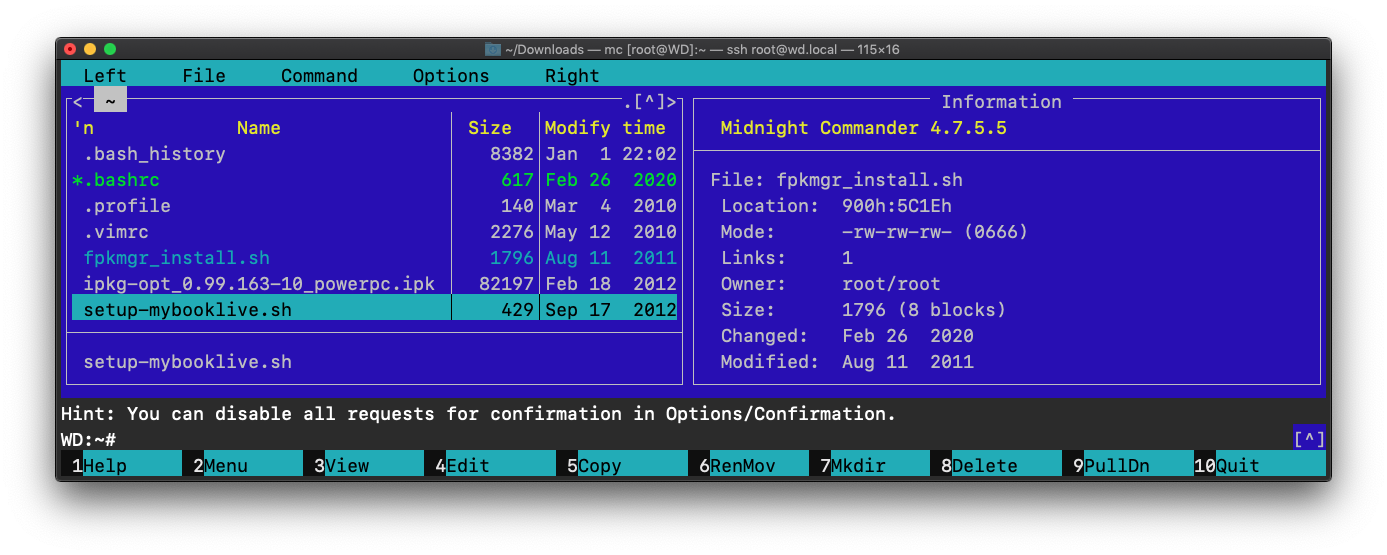 ~/Downloads — mc [root@WD]:~ — ssh root@wd.local — 115×16
Left File Command Options Right
<─ ~ .[^]>
'n Name Size Modify time
.bash_history 8382 Jan 1 22:02
*.bashrc 617 Feb 26 2020
.profile 140 Mar 4 2010
.vimrc 2276 May 12 2010
fpkmgr_install.sh 1796 Aug 11 2011
ipkg-opt_0.99.163-10_powerpc.ipk 82197 Feb 18 2012
setup-mybooklive.sh 429 Sep 17 2012
setup-mybooklive.sh
Information
Midnight Commander 4.7.5.5
File: fpkmgr_install.sh
Location: 900h:5C1Eh
Mode: -rw-rw-rw- (0666)
Links: 1
Owner: root/root
Size: 1796 (8 blocks)
Changed: Feb 26 2020
Modified: Aug 11 2011
Hint: You can disable all requests for confirmation in Options/Confirmation.
WD:~# [^]
1Help 2Menu 3View 4Edit 5Copy 6RenMov 7Mkdir 8Delete 9PullDn 10Quit